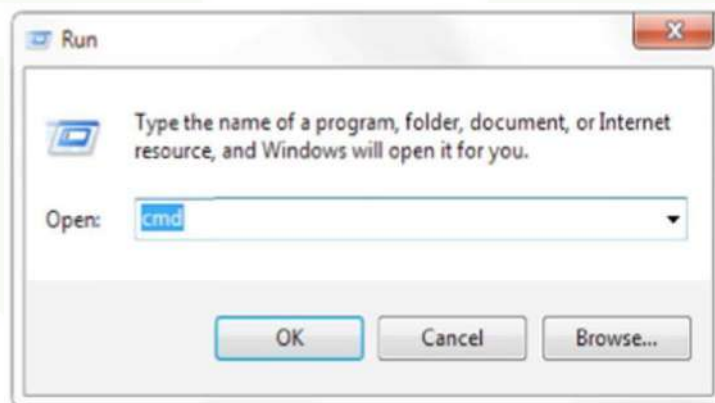 Run
Type the name of a program, folder, document, or Internet
resource, and Windows will open it for you.
Open: cmd
OK Cancel Browse...